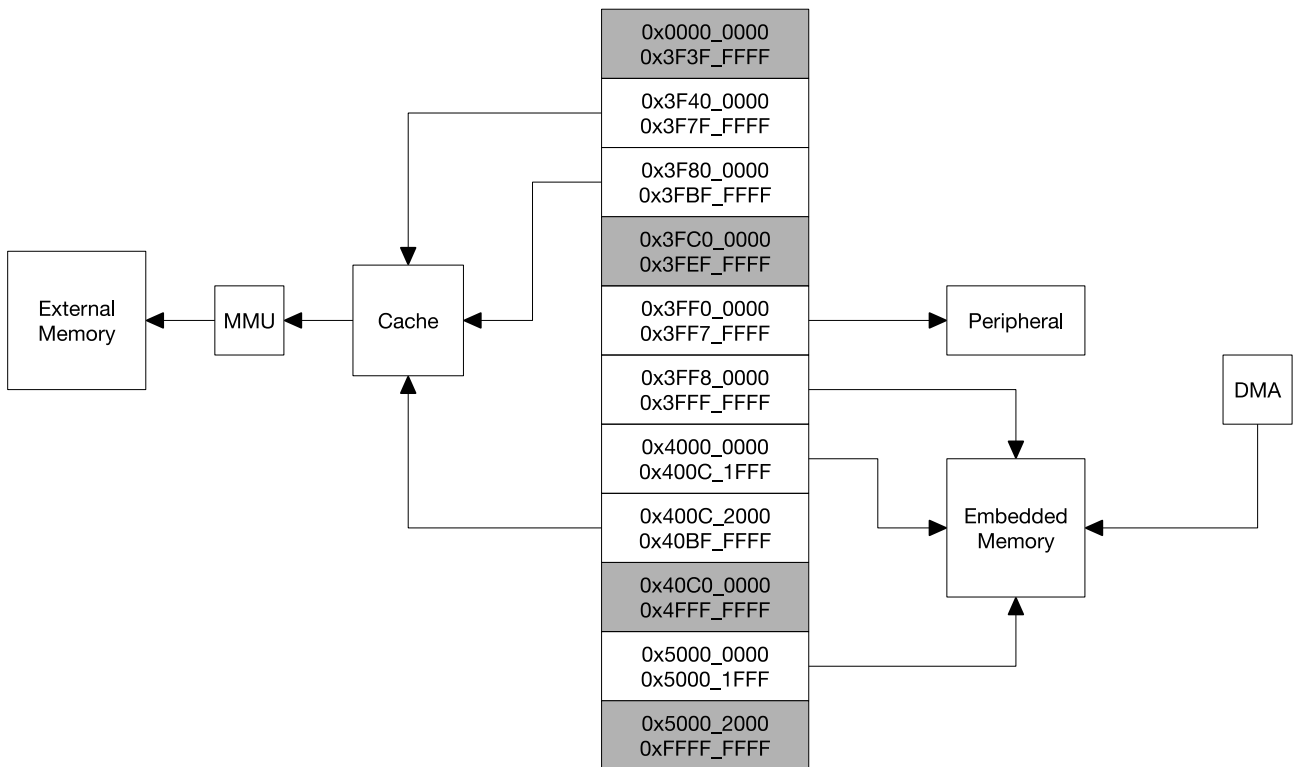 0x0000_0000
0x3F3F_FFFF
0x3F40_0000
0x3F7F_FFFF
0x3F80_0000
0x3FBF_FFFF
0x3FC0_0000
0x3FEF_FFFF
External
Memory
MMU
Cache
0x3FF0_0000
0x3FF7_FFFF
Peripheral
0x3FF8_0000
0x3FFF_FFFF
DMA
0x4000_0000
0x400C_1FFF
0x400C_2000
0x40BF_FFFF
Embedded
Memory
0x40C0_0000
0x4FFF_FFFF
0x5000_0000
0x5000_1FFF
0x5000_2000
0xFFFF_FFFF